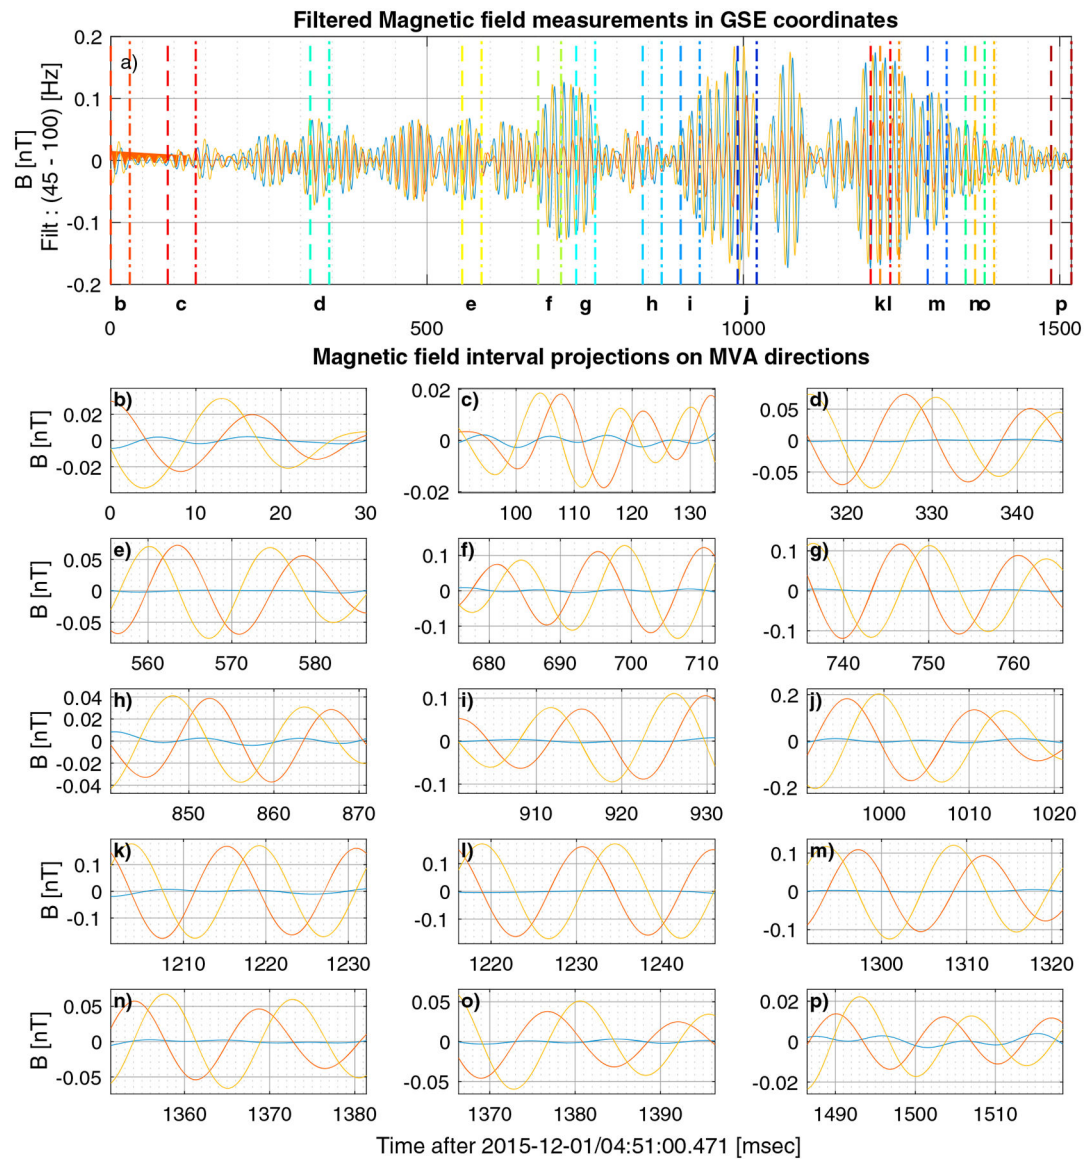 Filtered Magnetic field measurements in GSE coordinates
B [nT]
Filt : (45 - 100) [Hz]
a)
0.2
0.1
0
-0.1
-0.2
b c d e f g h i j k l m n o p
0 500 1000 1500
Magnetic field interval projections on MVA directions
b) c) d)
B [nT]
0.02 0.02 0.05
0 0 0
-0.02 -0.02 -0.05
0 10 20 30 100 110 120 130 320 330 340
e) f) g)
B [nT]
0.05 0.1 0.1
0 0 0
-0.05 -0.1 -0.1
560 570 580 680 690 700 710 740 750 760
h) i) j)
B [nT]
0.04 0.1 0.2
0.02
0 0 0
-0.02
-0.04 -0.1 -0.2
850 860 870 910 920 930 1000 1010 1020
k) l) m)
B [nT]
0.1 0.1 0.1
0 0 0
-0.1 -0.1 -0.1
1210 1220 1230 1220 1230 1240 1300 1310 1320
n) o) p)
B [nT]
0.05 0.05 0.02
0 0 0
-0.05 -0.05 -0.02
1360 1370 1380 1370 1380 1390 1490 1500 1510
Time after 2015-12-01/04:51:00.471 [msec]